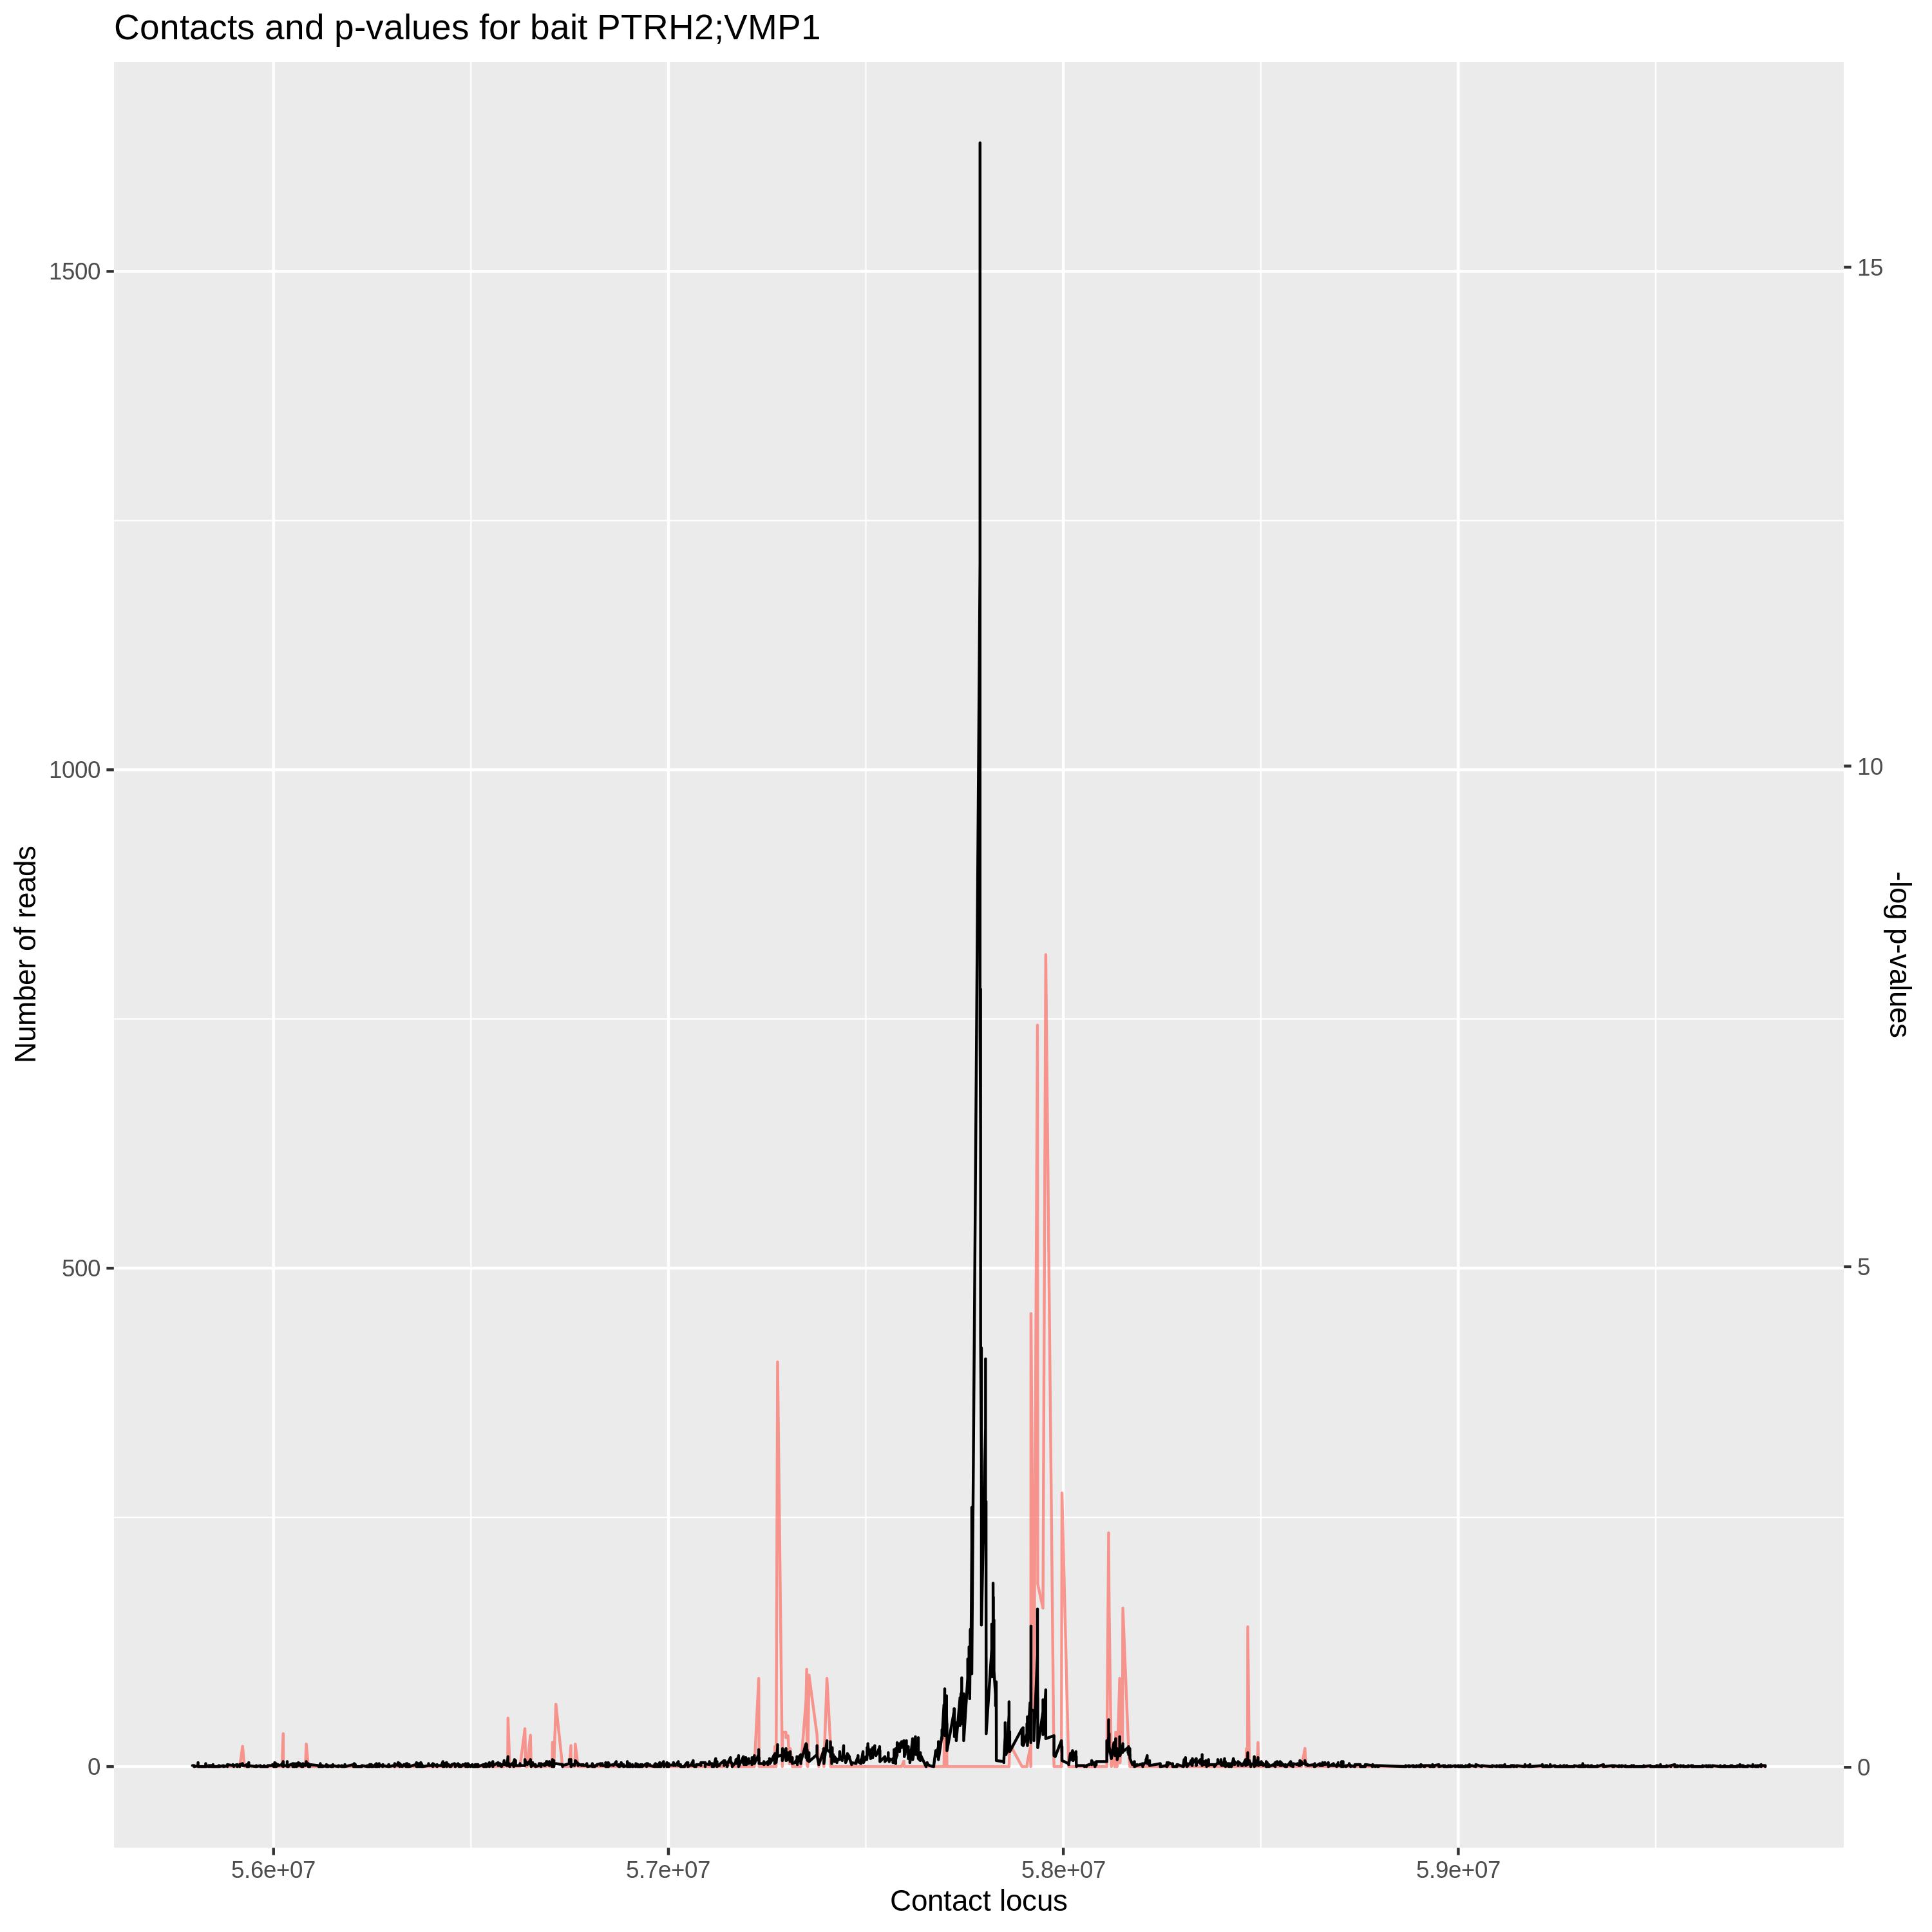 Contacts and p-values for bait PTRH2;VMP1
Number of reads
1500
1000
500
0
15
10
5
0
-log p-values
5.6e+07 5.7e+07 5.8e+07 5.9e+07
Contact locus